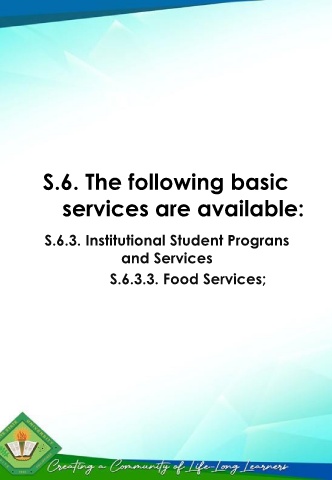 S.6. The following basic
services are available:
S.6.3. Institutional Student Prograns
and Services
S.6.3.3. Food Services;
Creating a Community of Life-Long Learners